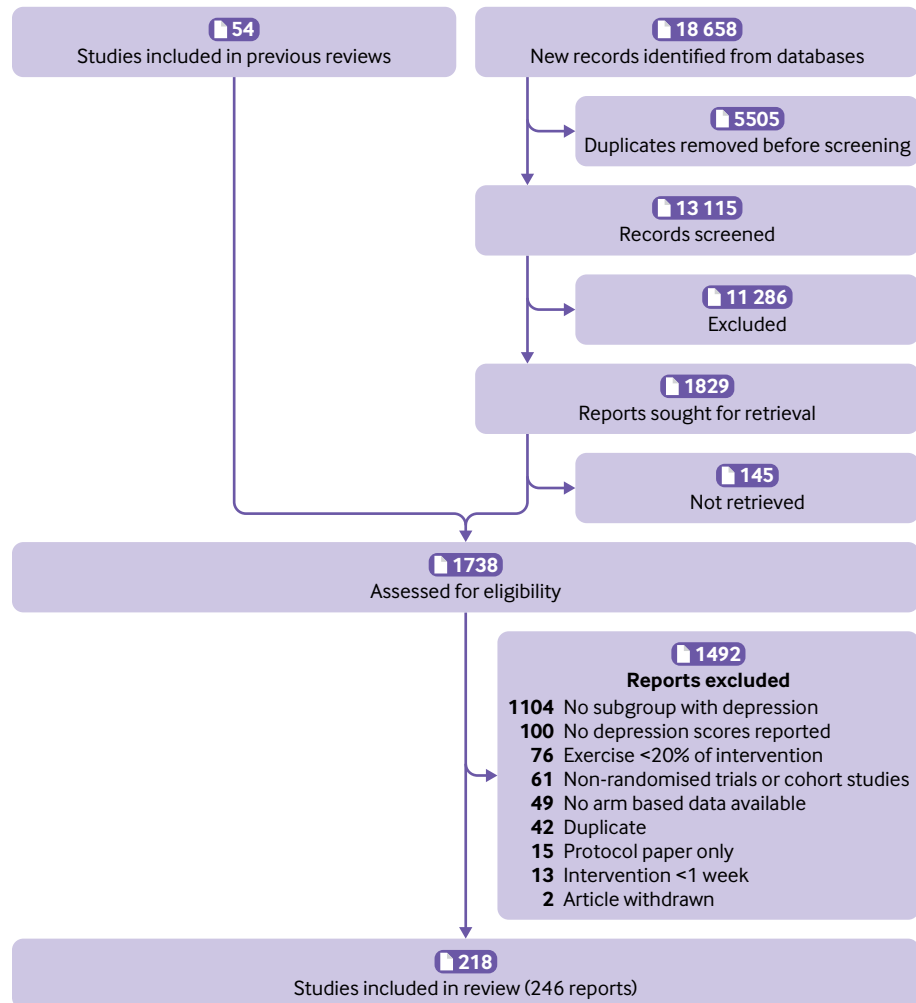 54
Studies included in previous reviews
18 658
New records identified from databases
5505
Duplicates removed before screening
13 115
Records screened
11 286
Excluded
1829
Reports sought for retrieval
145
Not retrieved
1738
Assessed for eligibility
1492
Reports excluded
1104 No subgroup with depression
100 No depression scores reported
76 Exercise <20% of intervention
61 Non-randomised trials or cohort studies
49 No arm based data available
42 Duplicate
15 Protocol paper only
13 Intervention <1 week
2 Article withdrawn
218
Studies included in review (246 reports)